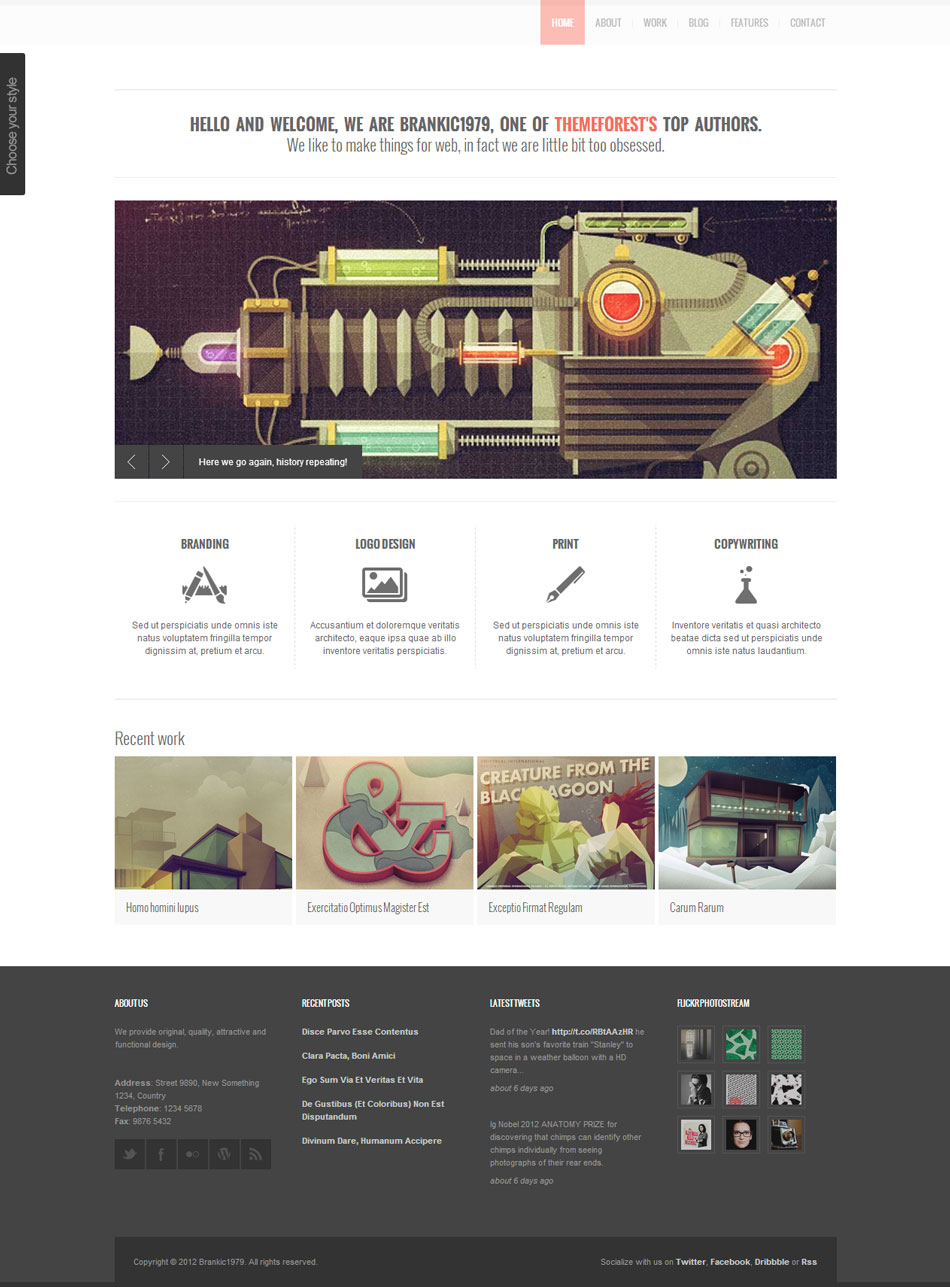 HOME ABOUT WORK BLOG FEATURES CONTACT
Choose your style
HELLO AND WELCOME, WE ARE BRANKIC1979, ONE OF THEMEFOREST'S TOP AUTHORS.
We like to make things for web, in fact we are little bit too obsessed.
Here we go again, history repeating!
BRANDING
Sed ut perspiciatis unde omnis iste
natus voluptatem fringilla tempor
dignissim at, pretium et arcu.
LOGO DESIGN
Accusantium et doloremque veritatis
architecto, eaque ipsa quae ab illo
inventore veritatis perspiciatis.
PRINT
Sed ut perspiciatis unde omnis iste
natus voluptatem fringilla tempor
dignissim at, pretium et arcu.
COPYWRITING
Inventore veritatis et quasi architecto
beatae dicta sed ut perspiciatis unde
omnis iste natus laudantium.
Recent work
CREATURE FROM THE
BLACK LAGOON
Homo homini lupus
Exercitatio Optimus Magister Est
Exceptio Firmat Regulam
Carum Rarum
ABOUT US
We provide original, quality, attractive and
functional design.
Address: Street 9890, New Something
1234, Country
Telephone: 1234 5678
Fax: 9876 5432
RECENT POSTS
Disce Parvo Esse Contentus
Clara Pacta, Boni Amici
Ego Sum Via Et Veritas Et Vita
De Gustibus (Et Coloribus) Non Est
Disputandum
Divinum Dare, Humanum Accipere
LATEST TWEETS
Dad of the Year! http://t.co/RBtAAzHR he
sent his son's favorite train "Stanley" to
space in a weather balloon with a HD
camera...
about 6 days ago
Ig Nobel 2012 ANATOMY PRIZE for
discovering that chimps can identify other
chimps individually from seeing
photographs of their rear ends.
about 6 days ago
FLICKR PHOTOSTREAM
Copyright © 2012 Brankic1979. All rights reserved.
Socialize with us on Twitter, Facebook, Dribbble or Rss